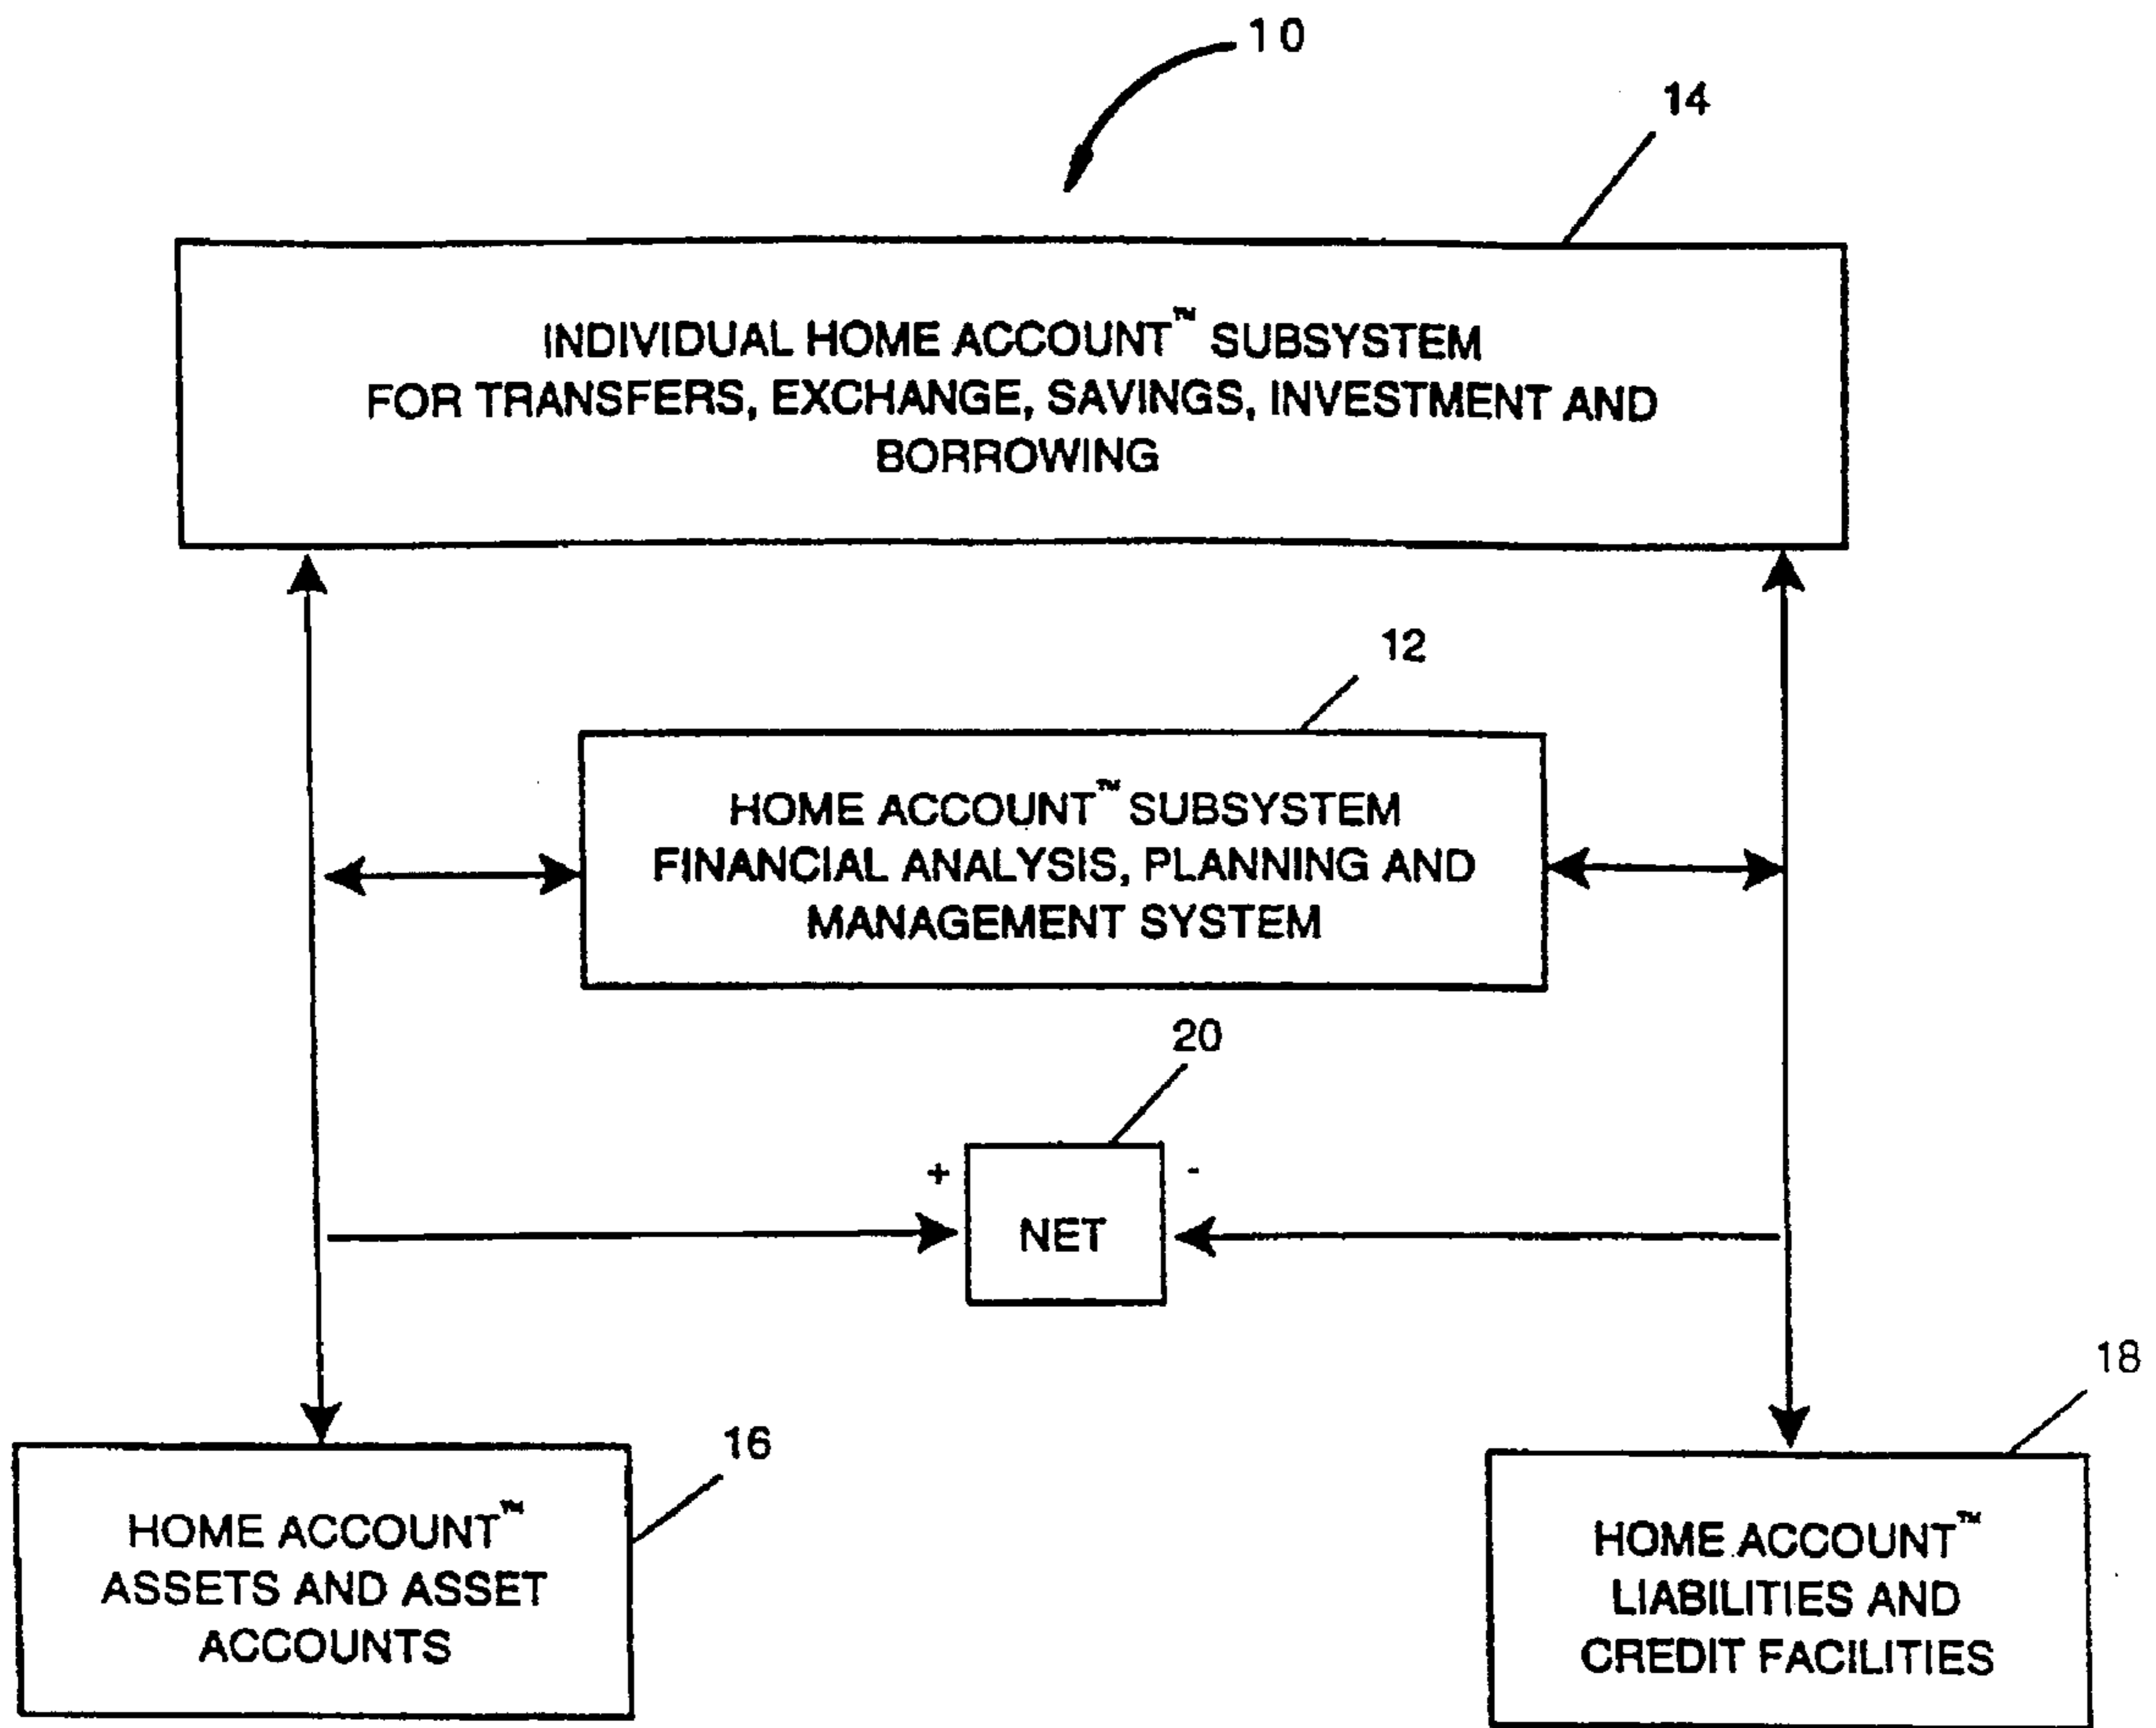 10
14
INDIVIDUAL HOME ACCOUNT™ SUBSYSTEM
FOR TRANSFERS, EXCHANGE, SAVINGS, INVESTMENT AND
BORROWING
12
HOME ACCOUNT™ SUBSYSTEM
FINANCIAL ANALYSIS, PLANNING AND
MANAGEMENT SYSTEM
20
+ -
NET
16
HOME ACCOUNT™
ASSETS AND ASSET
ACCOUNTS
18
HOME ACCOUNT™
LIABILITIES AND
CREDIT FACILITIES